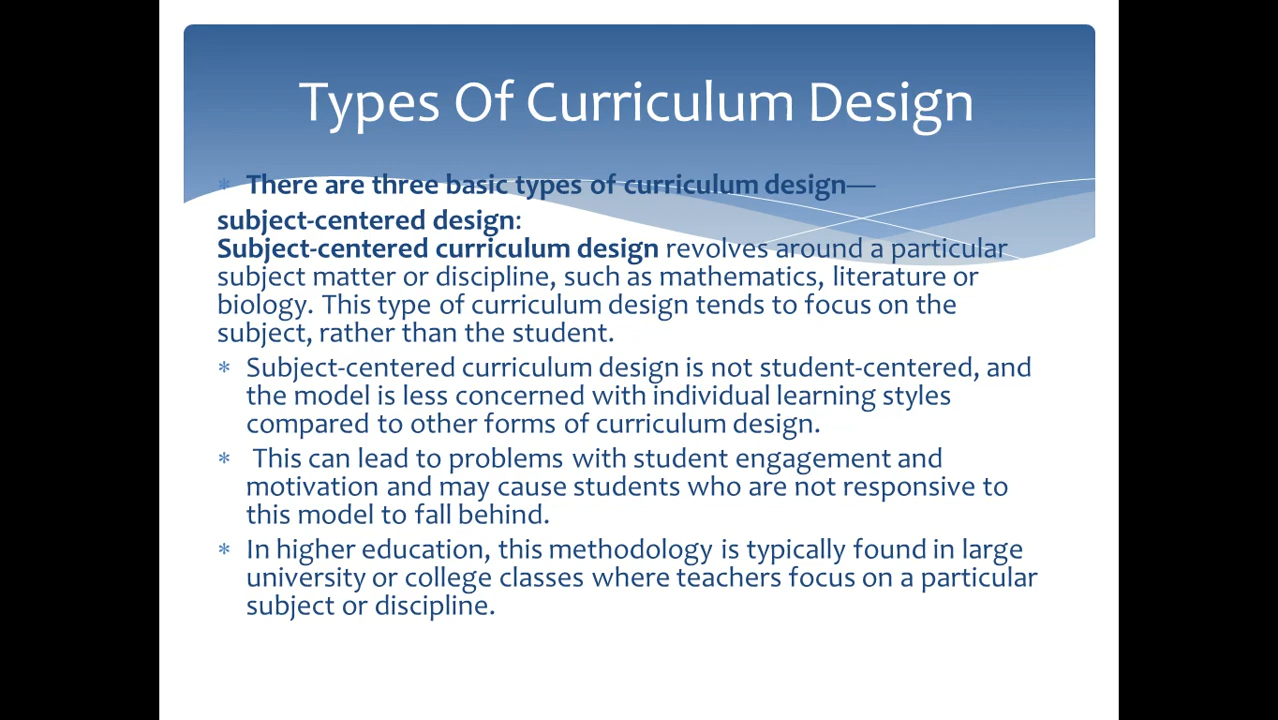 Types Of Curriculum Design
* There are three basic types of curriculum design—
subject-centered design:
Subject-centered curriculum design revolves around a particular
subject matter or discipline, such as mathematics, literature or
biology. This type of curriculum design tends to focus on the
subject, rather than the student.
* Subject-centered curriculum design is not student-centered, and
the model is less concerned with individual learning styles
compared to other forms of curriculum design.
* This can lead to problems with student engagement and
motivation and may cause students who are not responsive to
this model to fall behind.
* In higher education, this methodology is typically found in large
university or college classes where teachers focus on a particular
subject or discipline.